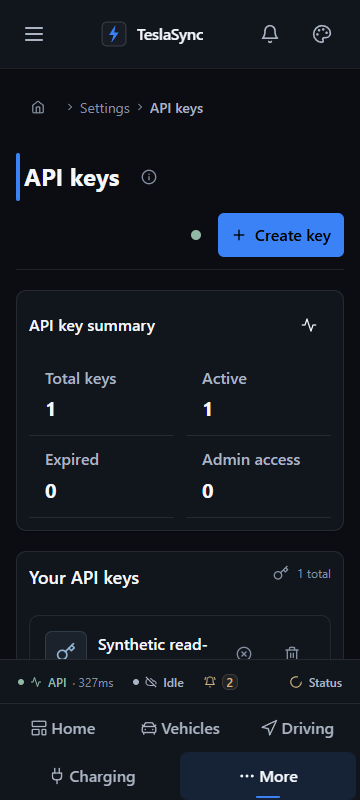 TeslaSync
Settings
API keys
API keys
Create key
API key summary
Total keys
Active
1
1
Expired
Admin access
0
0
Your API keys
1 total
Synthetic read-
API · 327ms
Idle
2
Status
Home
Vehicles
Driving
Charging
More